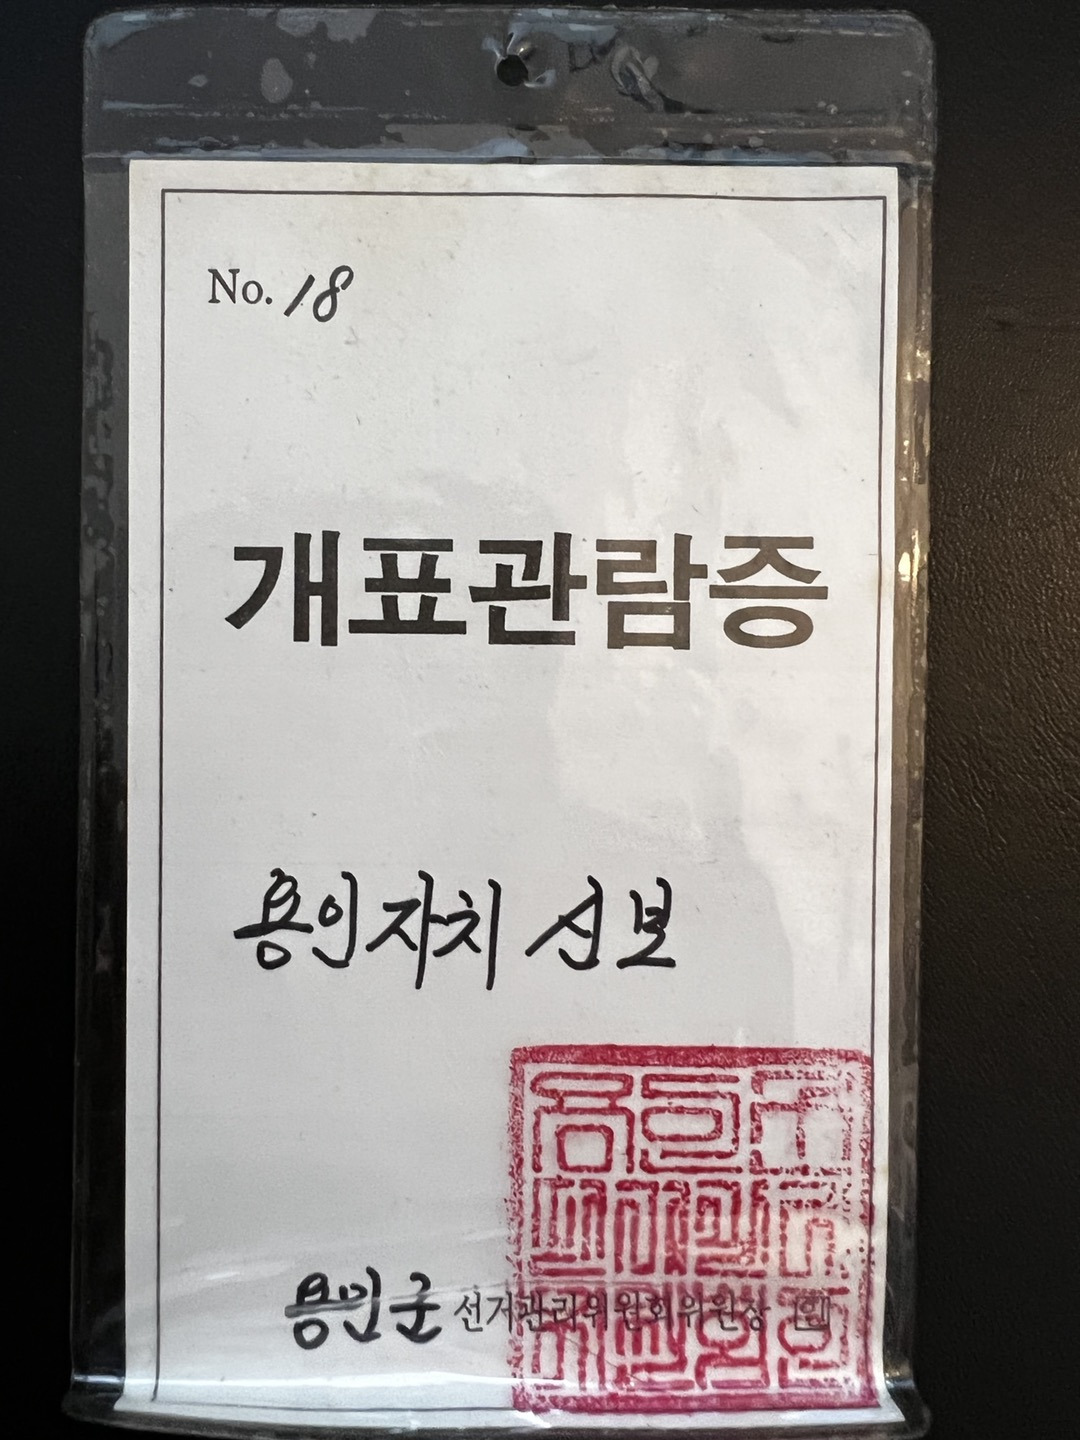 No. 18
개표관람증
용인자치 신보
용인군 선거관리위원회위원장 인